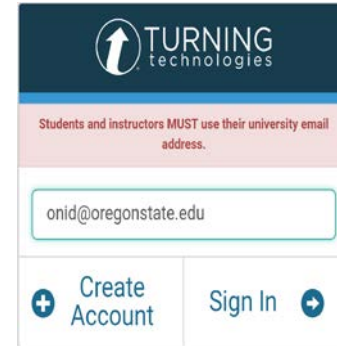 TURNING
technologies
Students and instructors MUST use their university email
address.
onid@oregonstate.edu
Create
Account
Sign In